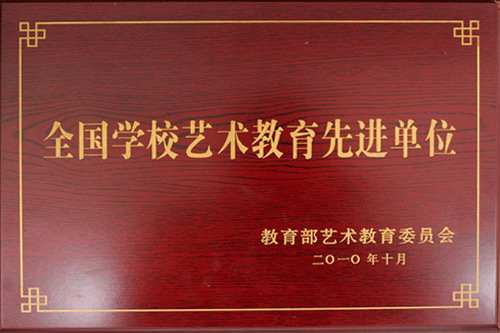 全国学校艺术教育先进单位
教育部艺术教育委员会
二〇一〇年十月